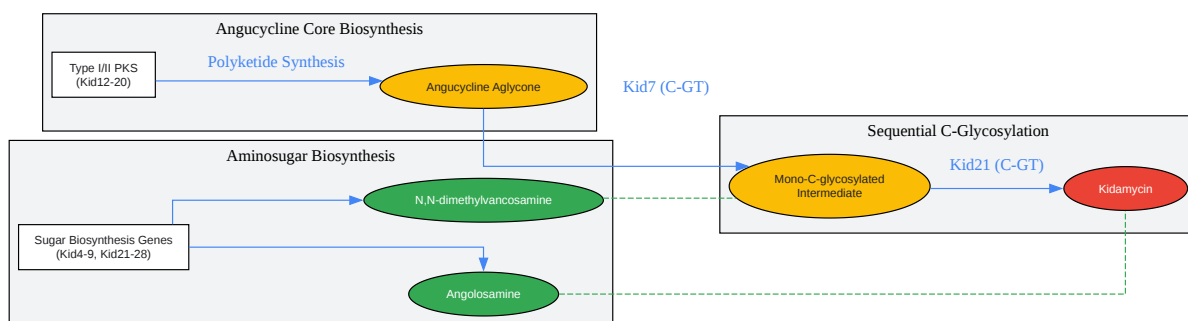 Angucycline Core Biosynthesis
Type I/II PKS
(Kid12-20)
Polyketide Synthesis
Angucycline Aglycone
Kid7 (C-GT)
Aminosugar Biosynthesis
N,N-dimethylvancosamine
Sugar Biosynthesis Genes
(Kid4-9, Kid21-28)
Angolosamine
Sequential C-Glycosylation
Mono-C-glycosylated
Intermediate
Kid21 (C-GT)
Kidamycin